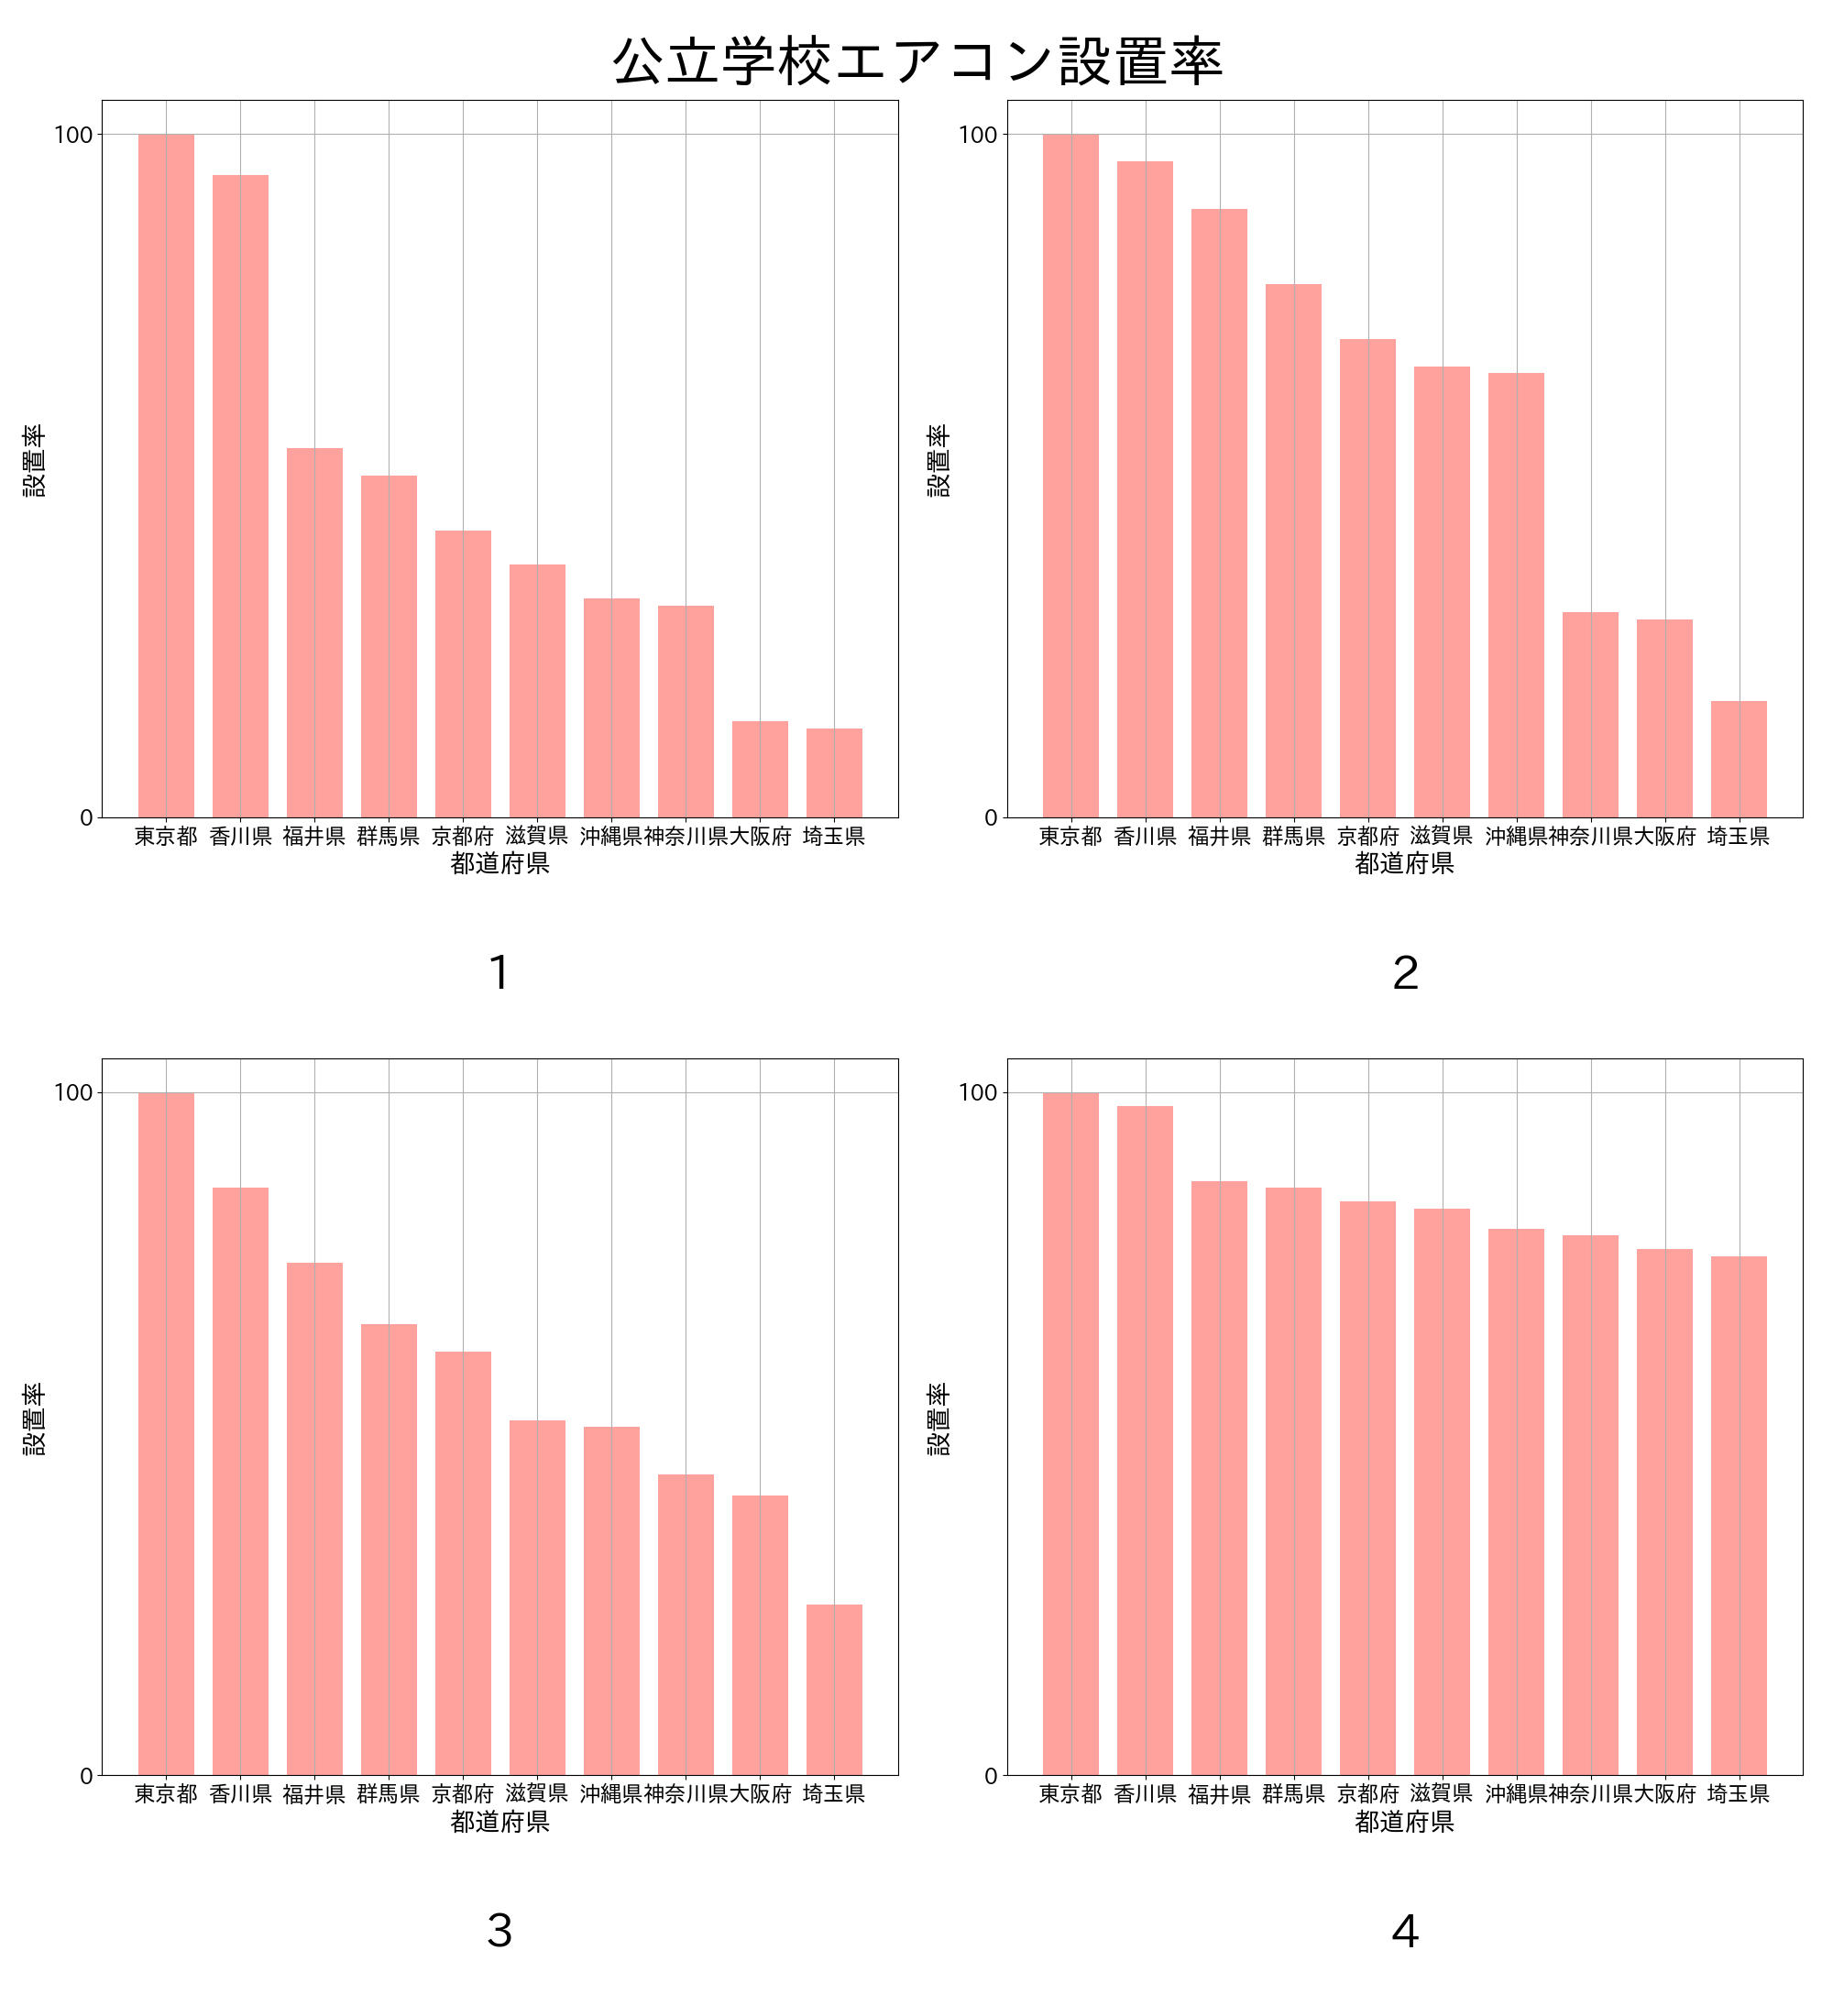 公立学校エアコン設置率
100
0
設置率
東京都 香川県 福井県 群馬県 京都府 滋賀県 沖縄県 神奈川県 大阪府 埼玉県
都道府県
1
100
0
設置率
東京都 香川県 福井県 群馬県 京都府 滋賀県 沖縄県 神奈川県 大阪府 埼玉県
都道府県
2
100
0
設置率
東京都 香川県 福井県 群馬県 京都府 滋賀県 沖縄県 神奈川県 大阪府 埼玉県
都道府県
3
100
0
設置率
東京都 香川県 福井県 群馬県 京都府 滋賀県 沖縄県 神奈川県 大阪府 埼玉県
都道府県
4